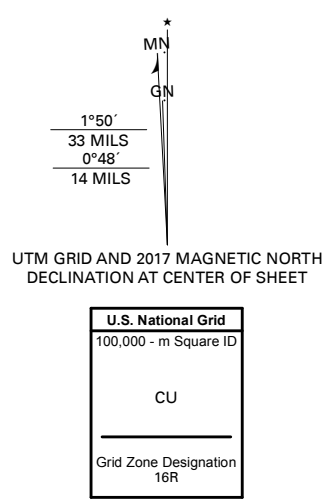 ★
MN
GN
1°50´
33 MILS
0°48´
14 MILS
UTM GRID AND 2017 MAGNETIC NORTH
DECLINATION AT CENTER OF SHEET
U.S. National Grid
100,000 - m Square ID
CU
Grid Zone Designation
16R